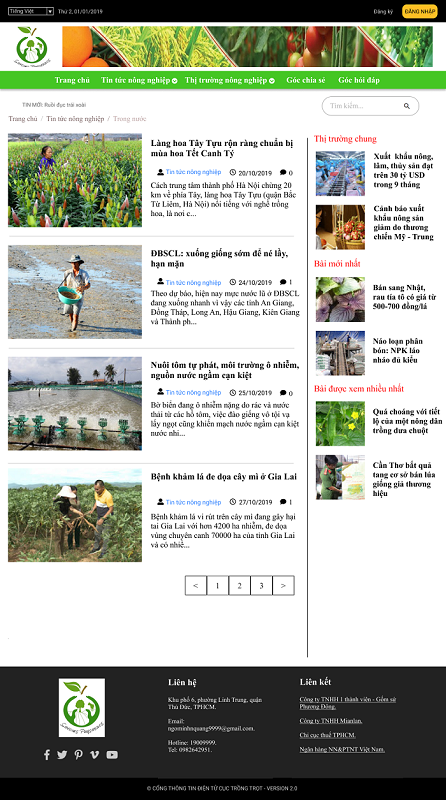 Tiếng Việt
Thứ 2, 01/01/2019
Đăng ký
ĐĂNG NHẬP
Trang chủ
Tin tức nông nghiệp
Thị trường nông nghiệp
Góc chia sẻ
Góc hỏi đáp
TIN MỚI: Ruồi đục trái xoài
Tìm kiếm...
Trang chủ / Tin tức nông nghiệp / Trong nước
Làng hoa Tây Tựu rộn ràng chuẩn bị
mùa hoa Tết Canh Tý
Tin tức nông nghiệp 20/10/2019 0
Cách trung tâm thành phố Hà Nội chừng 20
km về phía Tây, làng hoa Tây Tựu (quận Bắc
Từ Liêm, Hà Nội) nổi tiếng với nghề trồng
hoa, là nơi c...
ĐBSCL: xuống giống sớm để né lầy,
hạn mặn
Tin tức nông nghiệp 24/10/2019 1
Theo dự báo, hiện nay mực nước lũ ở ĐBSCL
đang xuống nhanh vì vậy các tỉnh An Giang,
Đồng Tháp, Long An, Hậu Giang, Kiên Giang
và Thành ph...
Nuôi tôm tự phát, môi trường ô nhiễm,
nguồn nước ngầm cạn kiệt
Tin tức nông nghiệp 25/10/2019 0
Bờ biển đang ô nhiễm nặng do rác và nước
thải từ các hồ tôm, việc đào giếng vô tội vạ
lấy ngọt cũng khiến mạch nước ngầm cạn kiệt
nước nhi...
Bệnh khảm lá đe dọa cây mì ở Gia Lai
Tin tức nông nghiệp 27/10/2019 1
Bệnh khảm lá vi rút trên cây mì đang gây hại
tại Gia Lai với hơn 4200 ha nhiễm, đe dọa
vùng chuyên canh 70000 ha của tỉnh Gia Lai
và có nhiề...
< 1 2 3 >
Thị trường chung
Xuất khẩu nông,
lâm, thủy sản đạt
trên 30 tỷ USD
trong 9 tháng
Cảnh báo xuất
khẩu nông sản
giảm do thương
chiến Mỹ - Trung
Bài mới nhất
Bán sang Nhật,
rau tía tô có giá từ
500-700 đồng/lá
Náo loạn phân
bón: NPK láo
nháo đủ kiểu
Bài được xem nhiều nhất
Quá choáng với tiết
lộ của một nông dân
trồng dưa chuột
Cần Thơ bắt quả
tang cơ sở bán lúa
giống giả thương
hiệu
Liên hệ
Khu phố 6, phường Linh Trung, quận
Thủ Đức, TPHCM.
Email:
ngominhnquang9999@gmail.com.
Hotline: 19009999.
Tel: 0982642951.
Liên kết
Công ty TNHH 1 thành viên - Gốm sứ
Phương Đông.
Công ty TNHH Mianlan.
Chi cục thuế TPHCM.
Ngân hàng NN&PTNT Việt Nam.
© CỔNG THÔNG TIN ĐIỆN TỬ CỤC TRỒNG TRỌT - VERSION 2.0